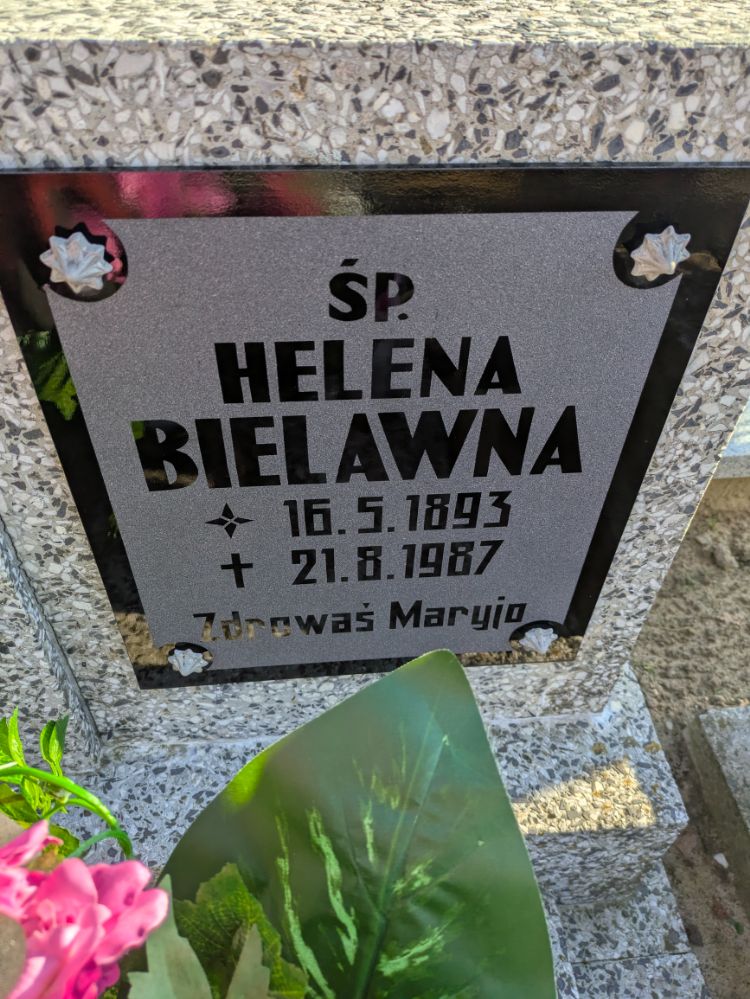 ŚP.
HELENA
BIELAWNA
16.5.1893
21.8.1987
Zdrowaś Maryjo